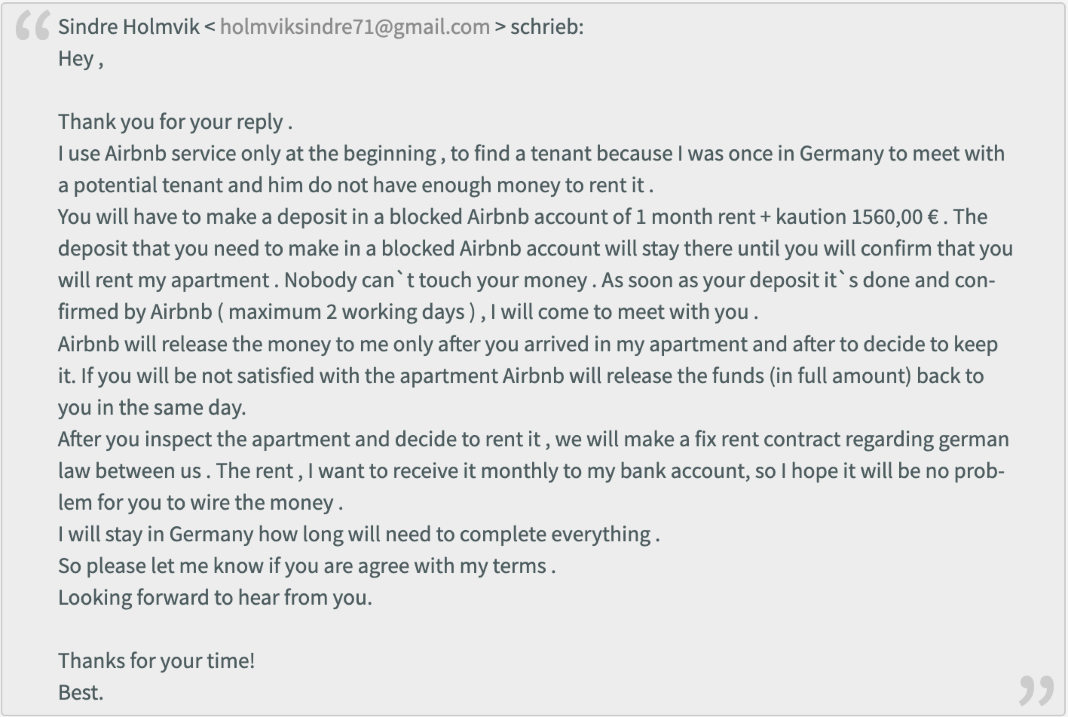 Sindre Holmvik < holmviksindre71@gmail.com > schrieb:
Hey ,
Thank you for your reply .
I use Airbnb service only at the beginning , to find a tenant because I was once in Germany to meet with
a potential tenant and him do not have enough money to rent it .
You will have to make a deposit in a blocked Airbnb account of 1 month rent + kaution 1560,00 € . The
deposit that you need to make in a blocked Airbnb account will stay there until you will confirm that you
will rent my apartment . Nobody can`t touch your money . As soon as your deposit it`s done and con-
firmed by Airbnb ( maximum 2 working days ) , I will come to meet with you .
Airbnb will release the money to me only after you arrived in my apartment and after to decide to keep
it. If you will be not satisfied with the apartment Airbnb will release the funds (in full amount) back to
you in the same day.
After you inspect the apartment and decide to rent it , we will make a fix rent contract regarding german
law between us . The rent , I want to receive it monthly to my bank account, so I hope it will be no prob-
lem for you to wire the money .
I will stay in Germany how long will need to complete everything .
So please let me know if you are agree with my terms .
Looking forward to hear from you.
Thanks for your time!
Best.